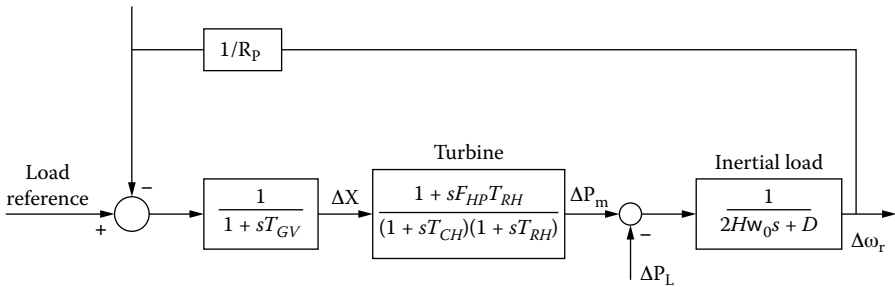 1/R_P
Load
reference
−
+
1
1 + sT_GV
ΔX
Turbine
1 + sF_HP T_RH
(1 + sT_CH)(1 + sT_RH)
ΔP_m
−
ΔP_L
Inertial load
1
2Hw_0s + D
Δω_r